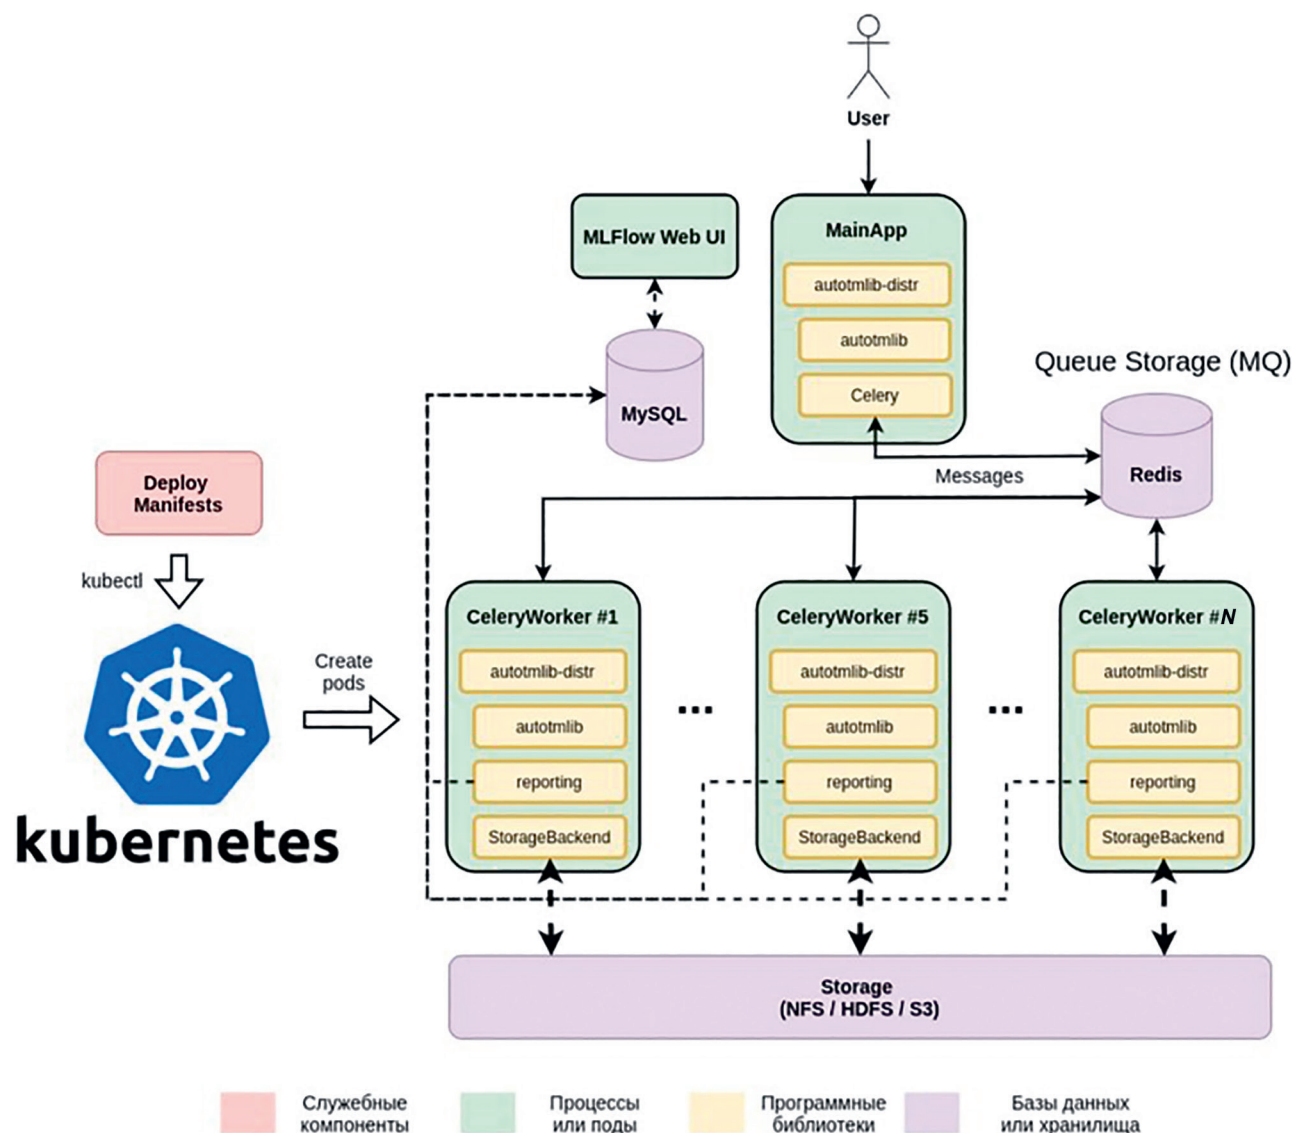 User
MLFlow Web UI
MainApp
autotmlib-distr
autotmlib
Celery
MySQL
Queue Storage (MQ)
Redis
Messages
Deploy
Manifests
kubectl
kubernetes
Create
pods
CeleryWorker #1
autotmlib-distr
autotmlib
reporting
StorageBackend
...
CeleryWorker #5
autotmlib-distr
autotmlib
reporting
StorageBackend
...
CeleryWorker #N
autotmlib-distr
autotmlib
reporting
StorageBackend
Storage
(NFS / HDFS / S3)
Служебные
компоненты
Процессы
или поды
Программные
библиотеки
Базы данных
или хранилища